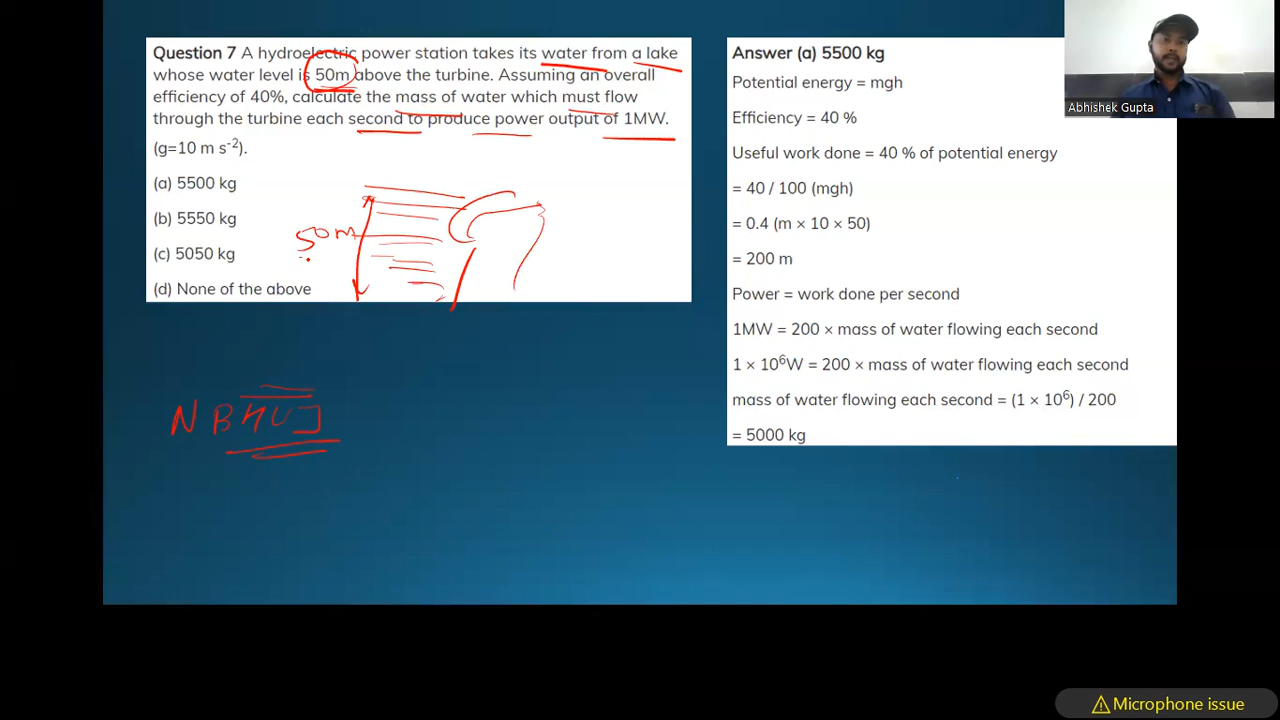 Question 7 A hydroelectric power station takes its water from a lake
whose water level is 50m above the turbine. Assuming an overall
efficiency of 40%, calculate the mass of water which must flow
through the turbine each second to produce power output of 1MW.
(g=10 m s⁻²).
(a) 5500 kg
(b) 5550 kg
(c) 5050 kg
(d) None of the above
50m
Answer (a) 5500 kg
Potential energy = mgh
Efficiency = 40 %
Useful work done = 40 % of potential energy
= 40 / 100 (mgh)
= 0.4 (m × 10 × 50)
= 200 m
Power = work done per second
1MW = 200 × mass of water flowing each second
1 × 10⁶W = 200 × mass of water flowing each second
mass of water flowing each second = (1 × 10⁶) / 200
= 5000 kg
Abhishek Gupta
Microphone issue